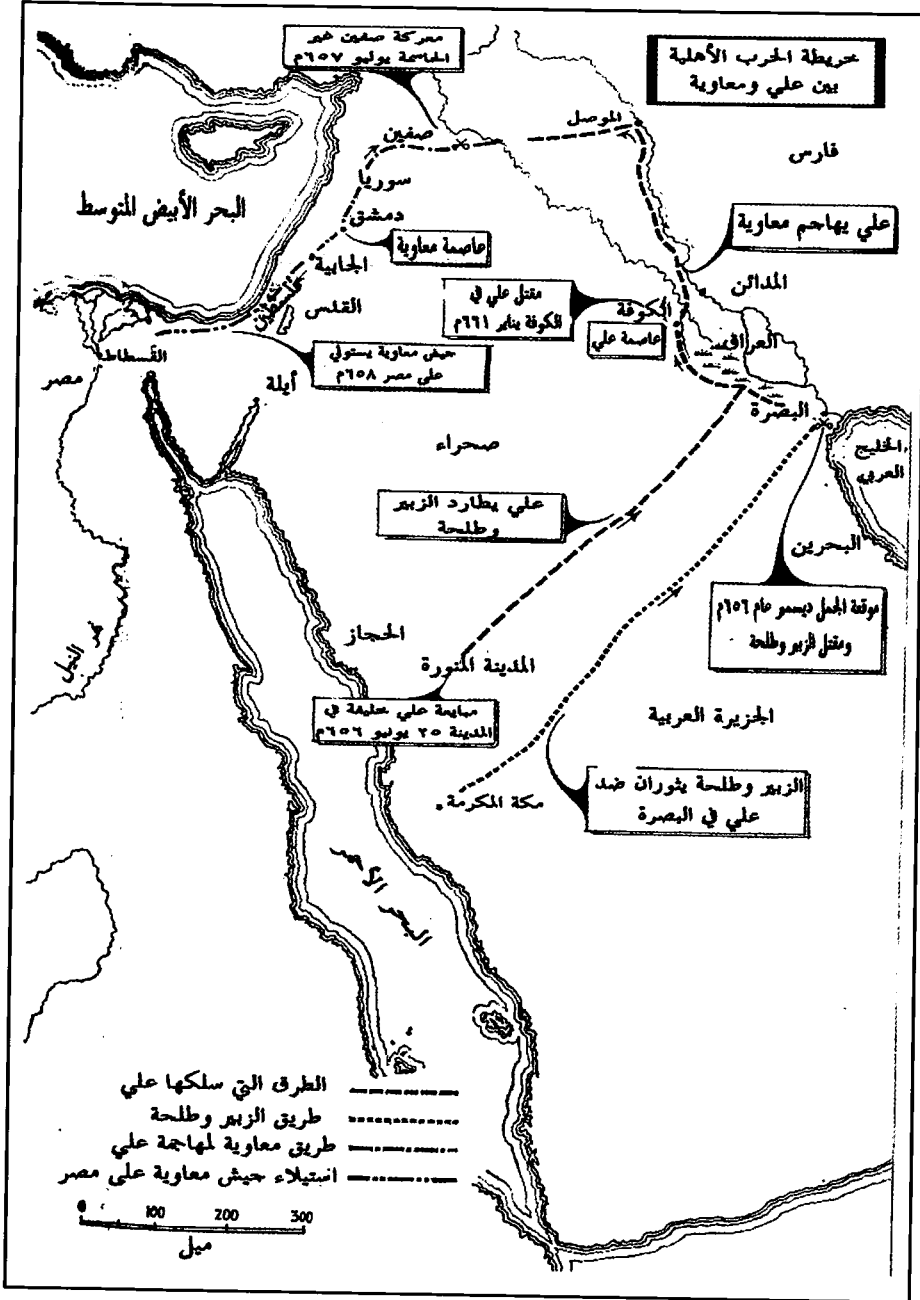 خريطة الحرب الأهلية
بين علي ومعاوية
معركة صفين غير
الحاسمة يوليو ٦٥٧م
الموصل
صفين
فارس
سوريا
البحر الأبيض المتوسط
دمشق
علي يهاجم معاوية
عاصمة معاوية
الجابية
المدائن
فلسطين
القدس
مقتل علي في
الكوفة يناير ٦٦١م
الكوفة
عاصمة علي
العراق
الفسطاط
جيش معاوية يستولي
على مصر ٦٥٨م
مصر
أيلة
البصرة
الخليج
العربي
صحراء
علي يطارد الزبير
وطلحة
البحرين
موقعة الجمل ديسمبر عام ٦٥٦م
ومقتل الزبير وطلحة
نهر النيل
الحجاز
المدينة المنورة
مبايعة علي خليفة في
المدينة ٢٥ يونيو ٦٥٦م
الجزيرة العربية
الزبير وطلحة يثوران ضد
علي في البصرة
مكة المكرمة
البحر الأحمر
الطرق التي سلكها علي
طريق الزبير وطلحة
طريق معاوية لمهاجمة علي
استيلاء جيش معاوية على مصر
0 100 200 300
ميل